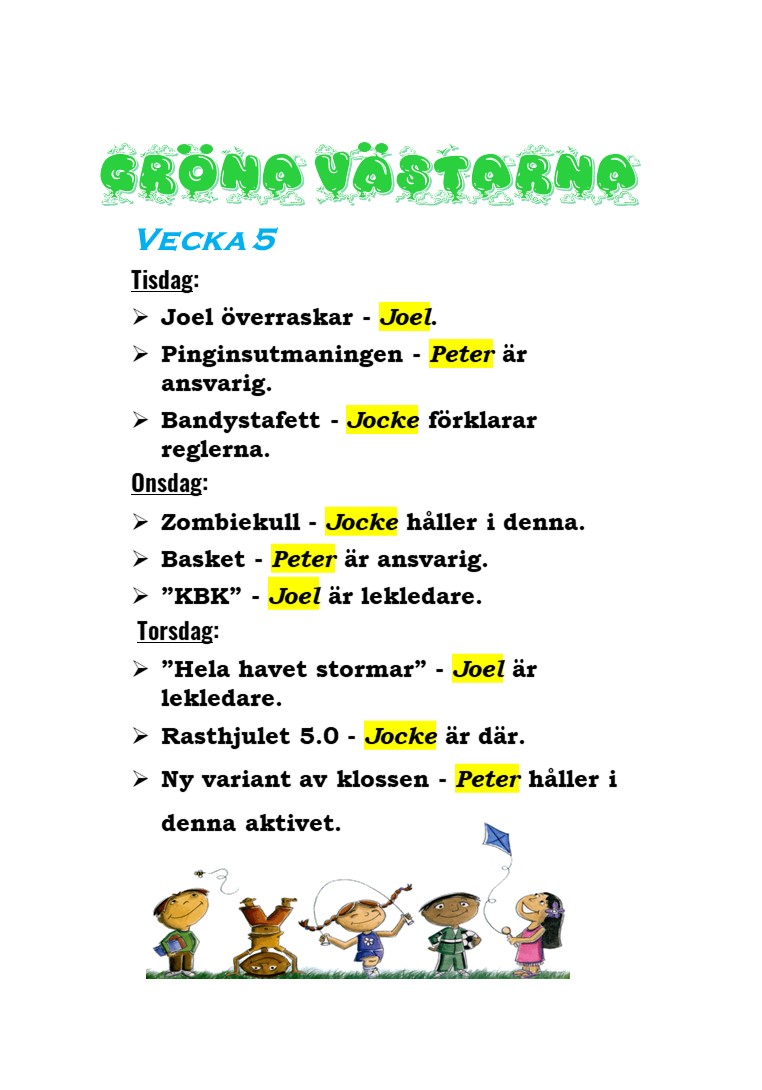 GRÖNA VÄSTARNA
VECKA 5
Tisdag:
➢ Joel överraskar - Joel.
➢ Pinginsutmaningen - Peter är
ansvarig.
➢ Bandystafett - Jocke förklarar
reglerna.
Onsdag:
➢ Zombiekull - Jocke håller i denna.
➢ Basket - Peter är ansvarig.
➢ ”KBK” - Joel är lekledare.
Torsdag:
➢ ”Hela havet stormar” - Joel är
lekledare.
➢ Rasthjulet 5.0 - Jocke är där.
➢ Ny variant av klossen - Peter håller i
denna aktivet.